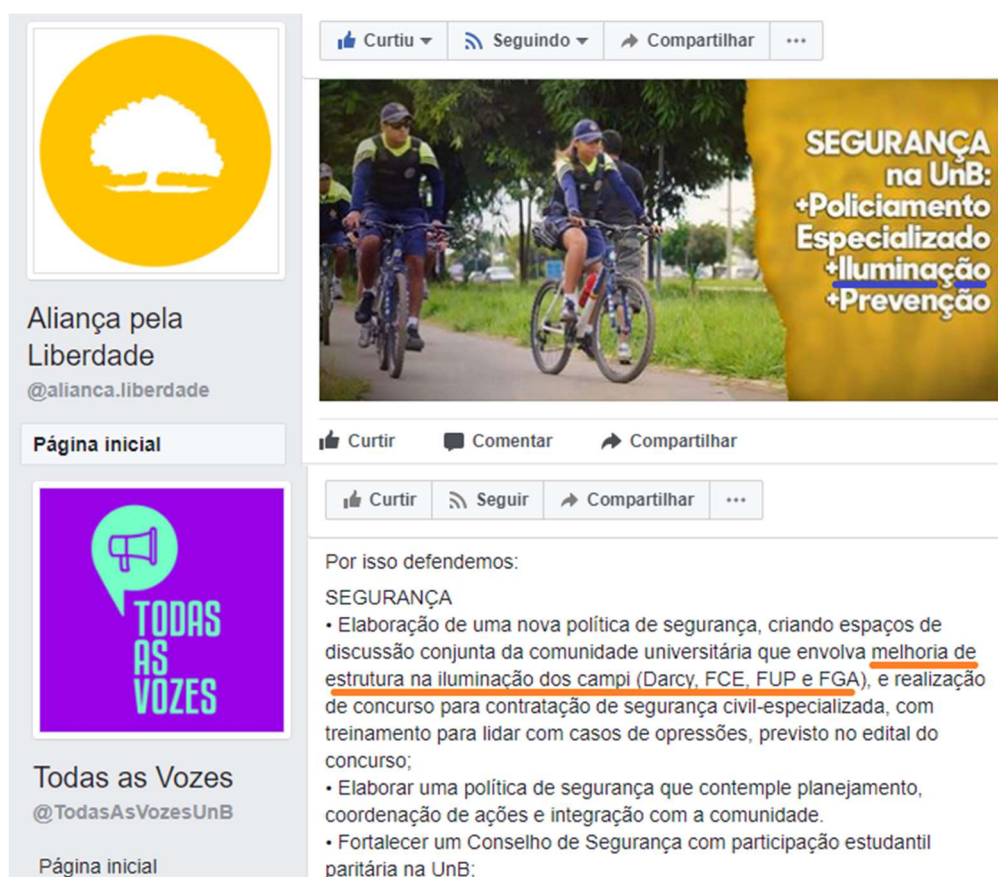 Curtiu Seguindo Compartilhar ...
SEGURANÇA
na UnB:
+Policiamento
Especializado
+Iluminação
+Prevenção
Aliança pela
Liberdade
@alianca.liberdade
Página inicial
Curtir Comentar Compartilhar
Curtir Seguir Compartilhar ...
TODAS
AS
VOZES
Todas as Vozes
@TodasAsVozesUnB
Página inicial
Por isso defendemos:
SEGURANÇA
• Elaboração de uma nova política de segurança, criando espaços de
discussão conjunta da comunidade universitária que envolva melhoria de
estrutura na iluminação dos campi (Darcy, FCE, FUP e FGA), e realização
de concurso para contratação de segurança civil-especializada, com
treinamento para lidar com casos de opressões, previsto no edital do
concurso;
• Elaborar uma política de segurança que contemple planejamento,
coordenação de ações e integração com a comunidade.
• Fortalecer um Conselho de Segurança com participação estudantil
paritária na UnB;